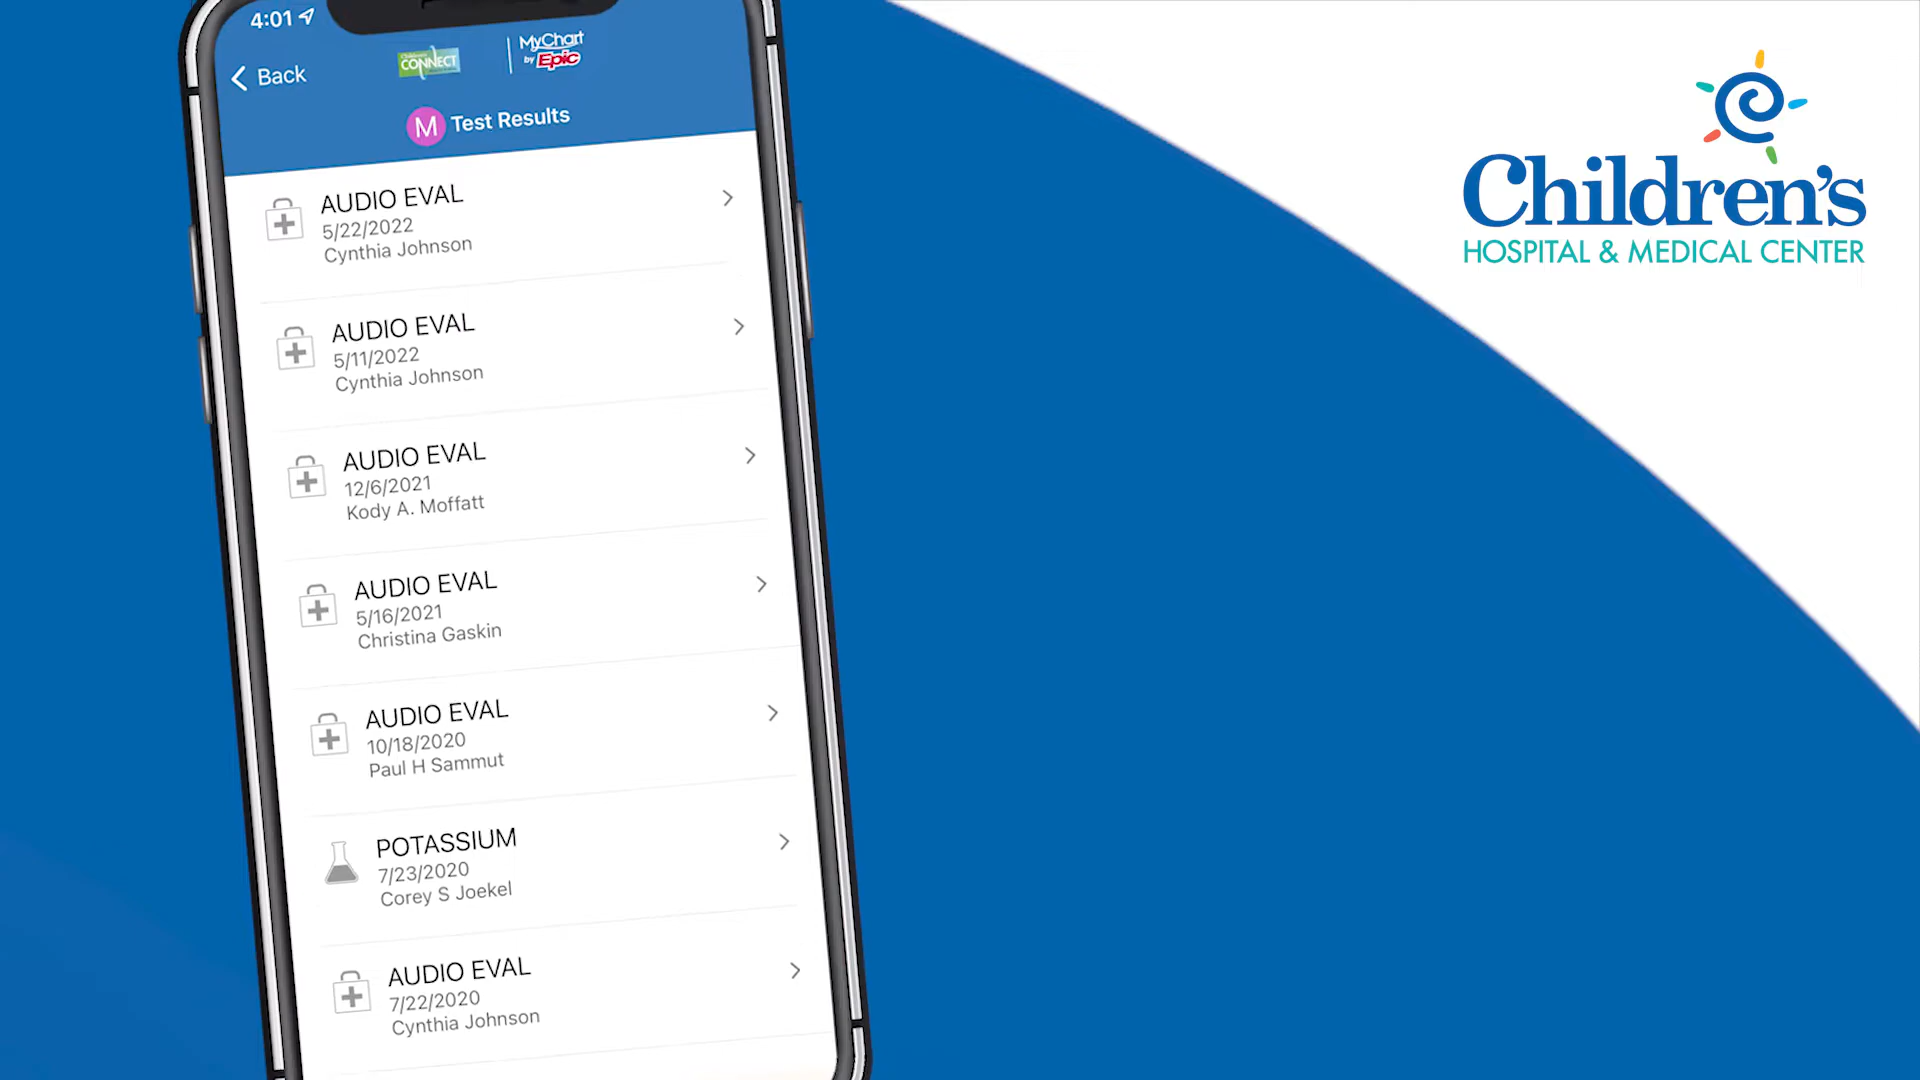 4:01
Back
Children's
CONNECT
MyChart
by Epic
M Test Results
AUDIO EVAL
5/22/2022
Cynthia Johnson
AUDIO EVAL
5/11/2022
Cynthia Johnson
AUDIO EVAL
12/6/2021
Kody A. Moffatt
AUDIO EVAL
5/16/2021
Christina Gaskin
AUDIO EVAL
10/18/2020
Paul H Sammut
POTASSIUM
7/23/2020
Corey S Joekel
AUDIO EVAL
7/22/2020
Cynthia Johnson
Children's
HOSPITAL & MEDICAL CENTER